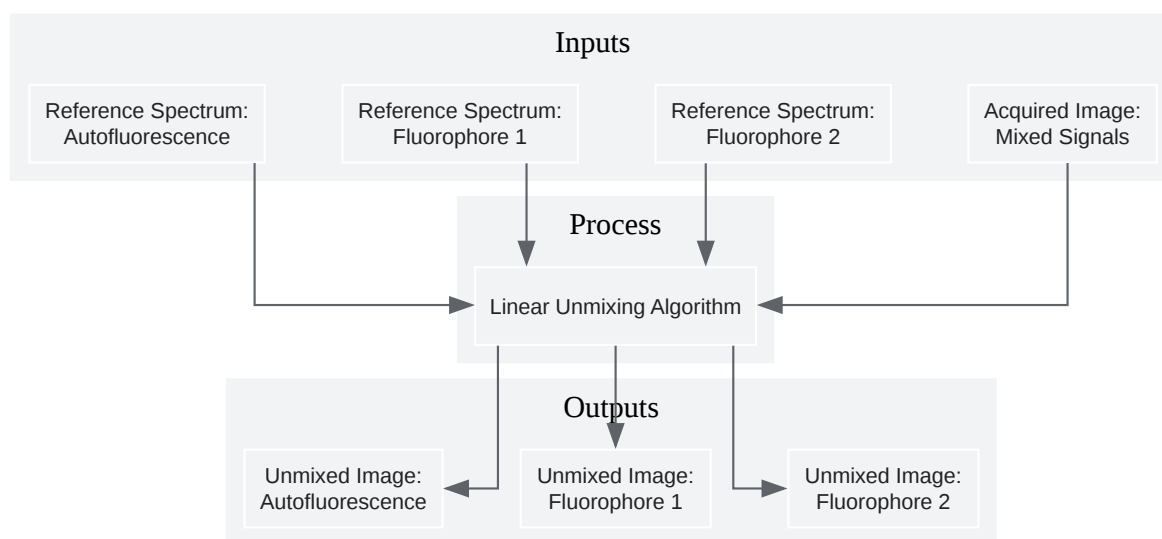 Inputs
Reference Spectrum:
Autofluorescence
Reference Spectrum:
Fluorophore 1
Reference Spectrum:
Fluorophore 2
Acquired Image:
Mixed Signals
Process
Linear Unmixing Algorithm
Outputs
Unmixed Image:
Autofluorescence
Unmixed Image:
Fluorophore 1
Unmixed Image:
Fluorophore 2